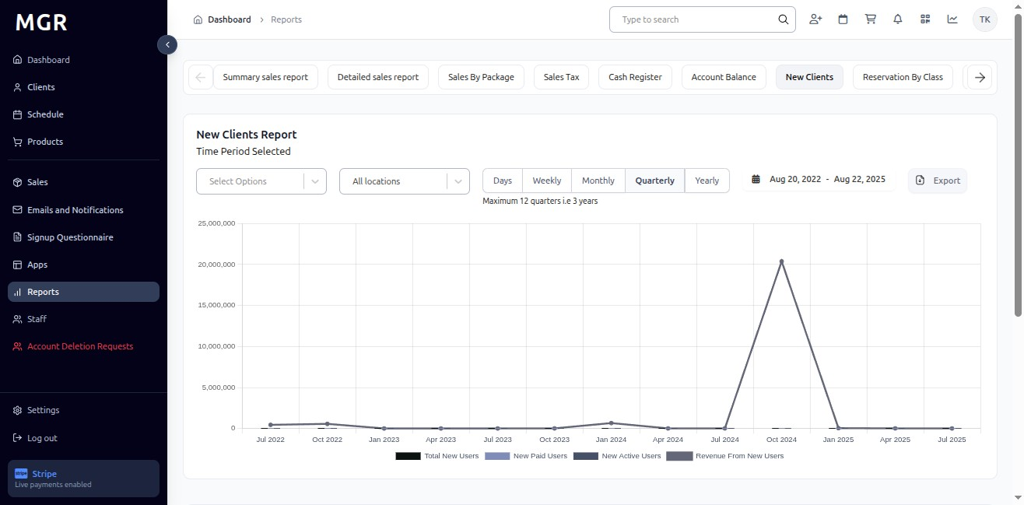 MGR
Dashboard
Clients
Schedule
Products
Sales
Emails and Notifications
Signup Questionnaire
Apps
Reports
Staff
Account Deletion Requests
Settings
Log out
stripe Stripe
Live payments enabled
Dashboard > Reports
Type to search
TK
Summary sales report
Detailed sales report
Sales By Package
Sales Tax
Cash Register
Account Balance
New Clients
Reservation By Class
New Clients Report
Time Period Selected
Select Options
All locations
Days
Weekly
Monthly
Quarterly
Yearly
Aug 20, 2022 - Aug 22, 2025
Export
Maximum 12 quarters i.e 3 years
25,000,000
20,000,000
15,000,000
10,000,000
5,000,000
0
Jul 2022
Oct 2022
Jan 2023
Apr 2023
Jul 2023
Oct 2023
Jan 2024
Apr 2024
Jul 2024
Oct 2024
Jan 2025
Apr 2025
Jul 2025
Total New Users
New Paid Users
New Active Users
Revenue From New Users